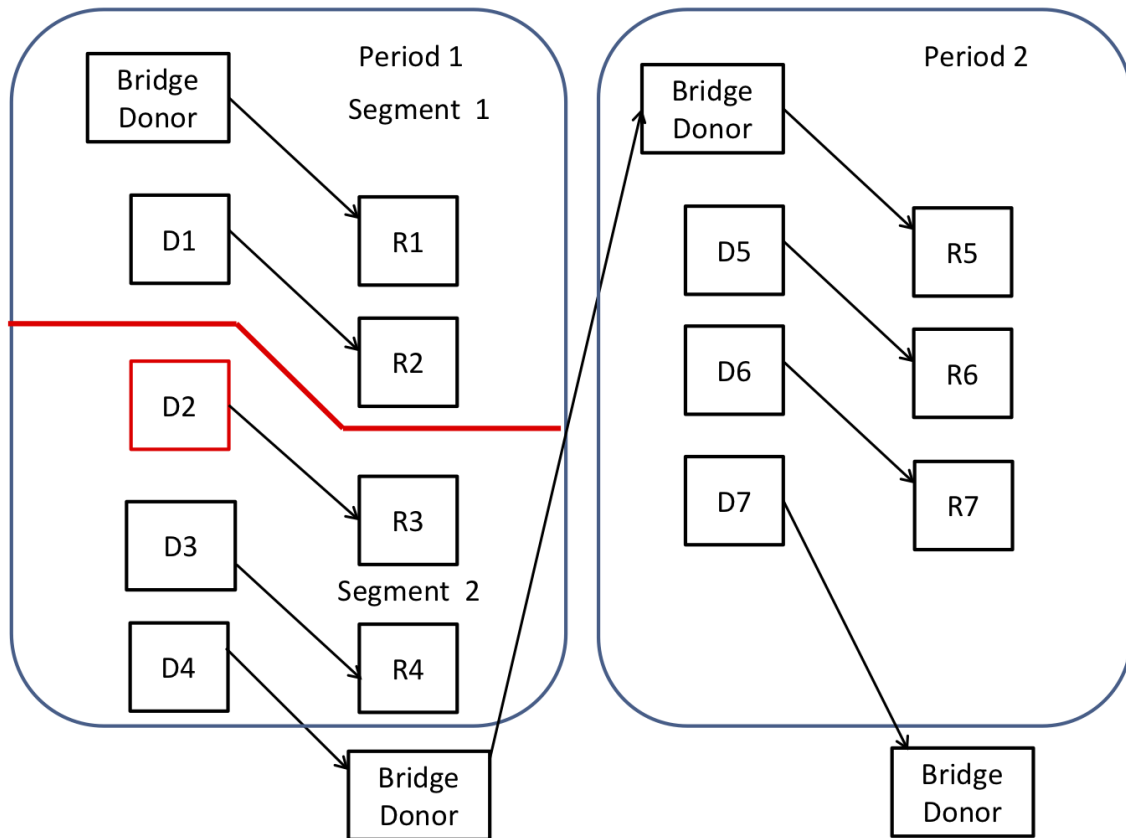 Period 1
Segment 1
Bridge
Donor
D1
R1
D2
R2
D3
R3
Segment 2
D4
R4
Bridge
Donor
Period 2
Bridge
Donor
D5
R5
D6
R6
D7
R7
Bridge
Donor